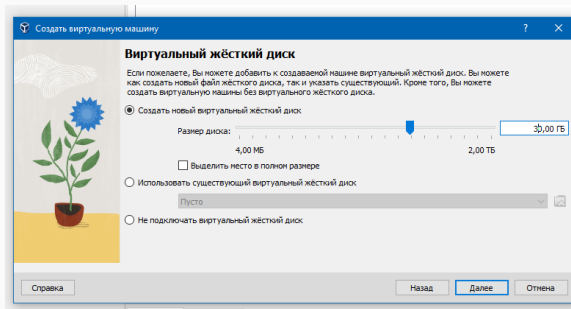 Создать виртуальную машину
Виртуальный жёсткий диск
Если пожелаете, Вы можете добавить к создаваемой машине виртуальный жёсткий диск. Вы можете
как создать новый файл жёсткого диска, так и указать существующий. Кроме того, Вы можете
создать виртуальную машину без виртуального жёсткого диска.
Создать новый виртуальный жёсткий диск
Размер диска:
30,00 ГБ
4,00 МБ
2,00 ТБ
Выделить место в полном размере
Использовать существующий виртуальный жёсткий диск
Пусто
Не подключать виртуальный жёсткий диск
Справка
Назад
Далее
Отмена